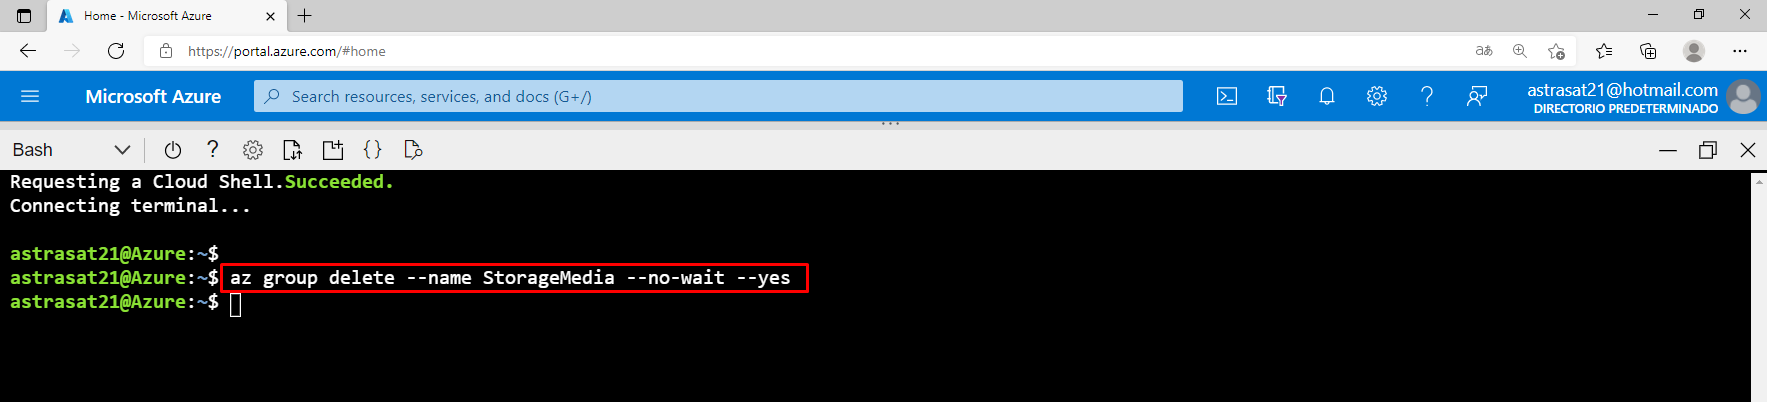 Home - Microsoft Azure
https://portal.azure.com/#home
aあ
Microsoft Azure
Search resources, services, and docs (G+/)
astrasat21@hotmail.com
DIRECTORIO PREDETERMINADO
Bash
Requesting a Cloud Shell.Succeeded.
Connecting terminal...
astrasat21@Azure:~$
astrasat21@Azure:~$ az group delete --name StorageMedia --no-wait --yes
astrasat21@Azure:~$